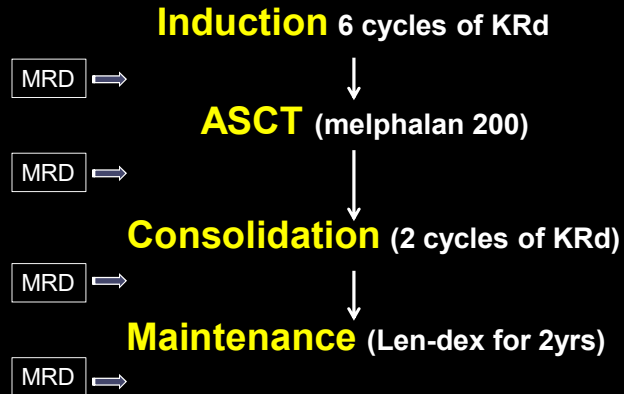 Induction 6 cycles of KRd
MRD
ASCT (melphalan 200)
MRD
Consolidation (2 cycles of KRd)
MRD
Maintenance (Len-dex for 2yrs)
MRD